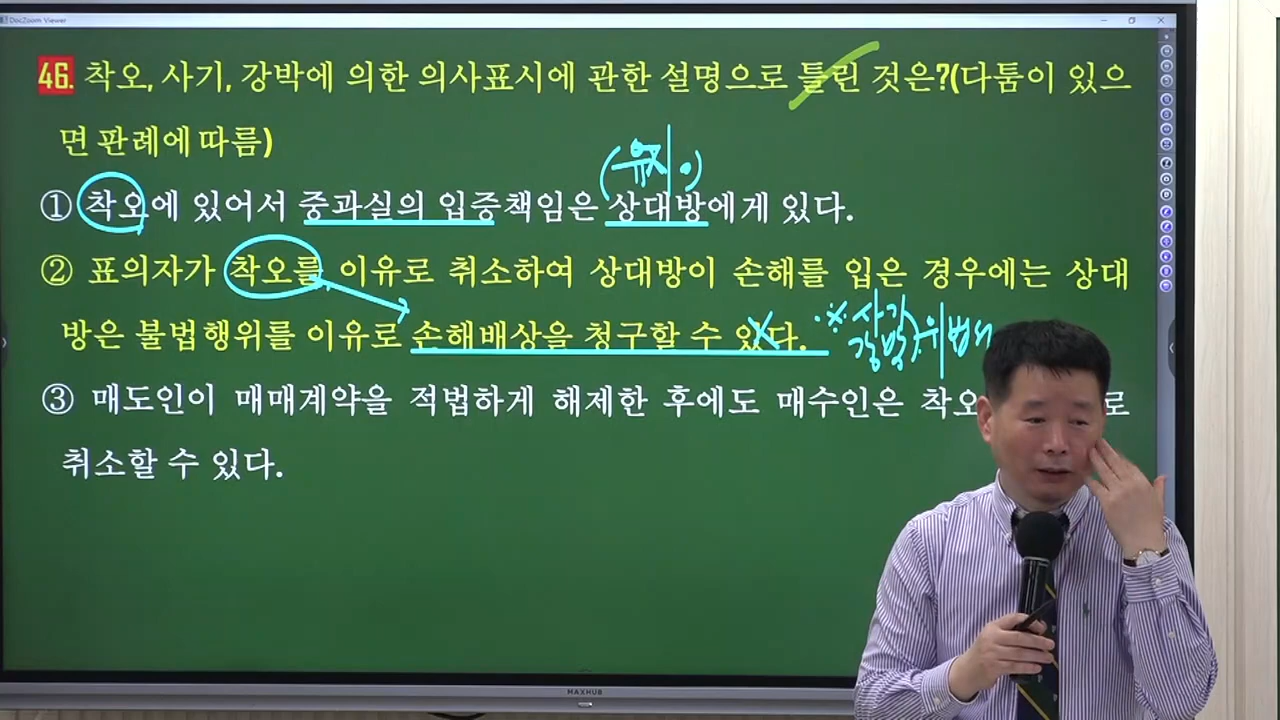 DocZoom Viewer
46. 착오, 사기, 강박에 의한 의사표시에 관한 설명으로 틀린 것은?(다툼이 있으
면 판례에 따름)
(유지 o)
① 착오에 있어서 중과실의 입증책임은 상대방에게 있다.
② 표의자가 착오를 이유로 취소하여 상대방이 손해를 입은 경우에는 상대
방은 불법행위를 이유로 손해배상을 청구할 수 있다.
※ 사기
강박 위법
③ 매도인이 매매계약을 적법하게 해제한 후에도 매수인은 착오 로
취소할 수 있다.
MAXHUB